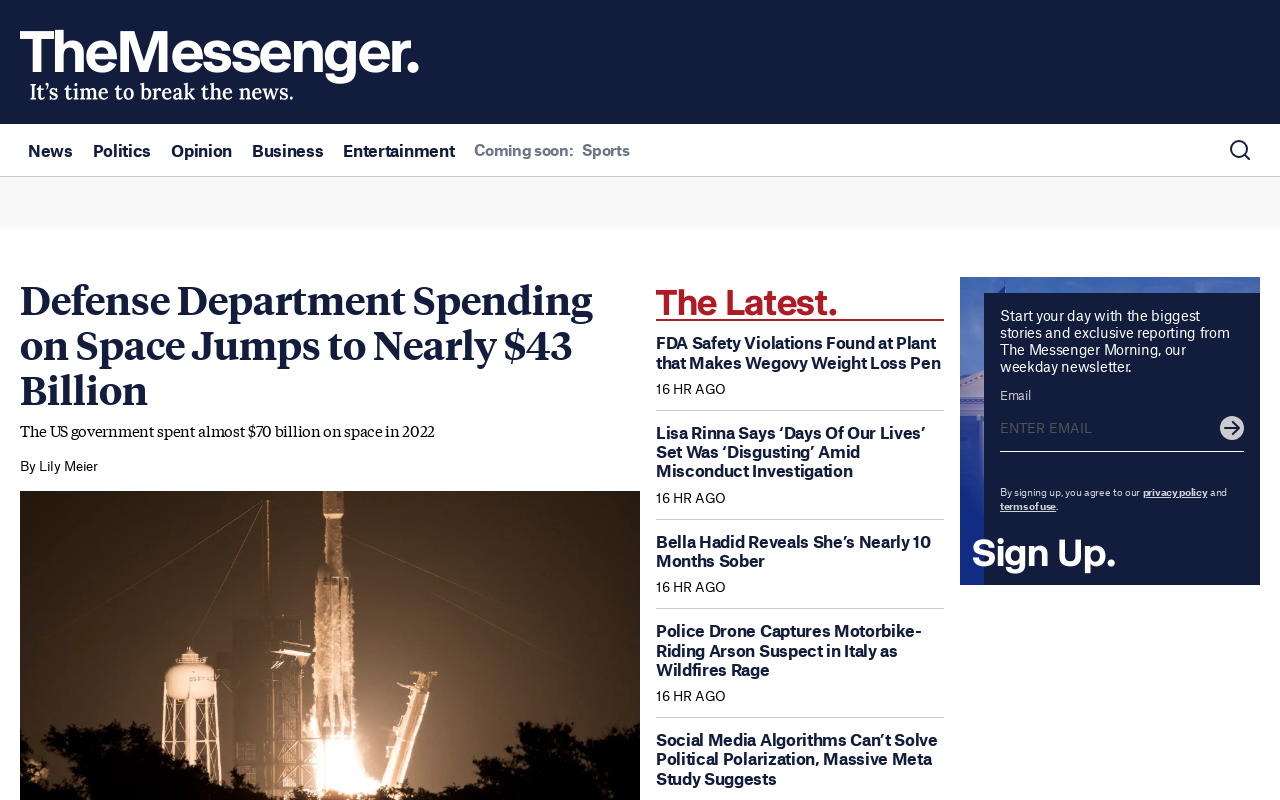 TheMessenger.
It's time to break the news.
News Politics Opinion Business Entertainment Coming soon: Sports
Defense Department Spending
on Space Jumps to Nearly $43
Billion
The US government spent almost $70 billion on space in 2022
By Lily Meier
The Latest.
FDA Safety Violations Found at Plant
that Makes Wegovy Weight Loss Pen
16 HR AGO
Lisa Rinna Says ‘Days Of Our Lives’
Set Was ‘Disgusting’ Amid
Misconduct Investigation
16 HR AGO
Bella Hadid Reveals She’s Nearly 10
Months Sober
16 HR AGO
Police Drone Captures Motorbike-
Riding Arson Suspect in Italy as
Wildfires Rage
16 HR AGO
Social Media Algorithms Can’t Solve
Political Polarization, Massive Meta
Study Suggests
Start your day with the biggest
stories and exclusive reporting from
The Messenger Morning, our
weekday newsletter.
Email
ENTER EMAIL
By signing up, you agree to our privacy policy and
terms of use.
Sign Up.